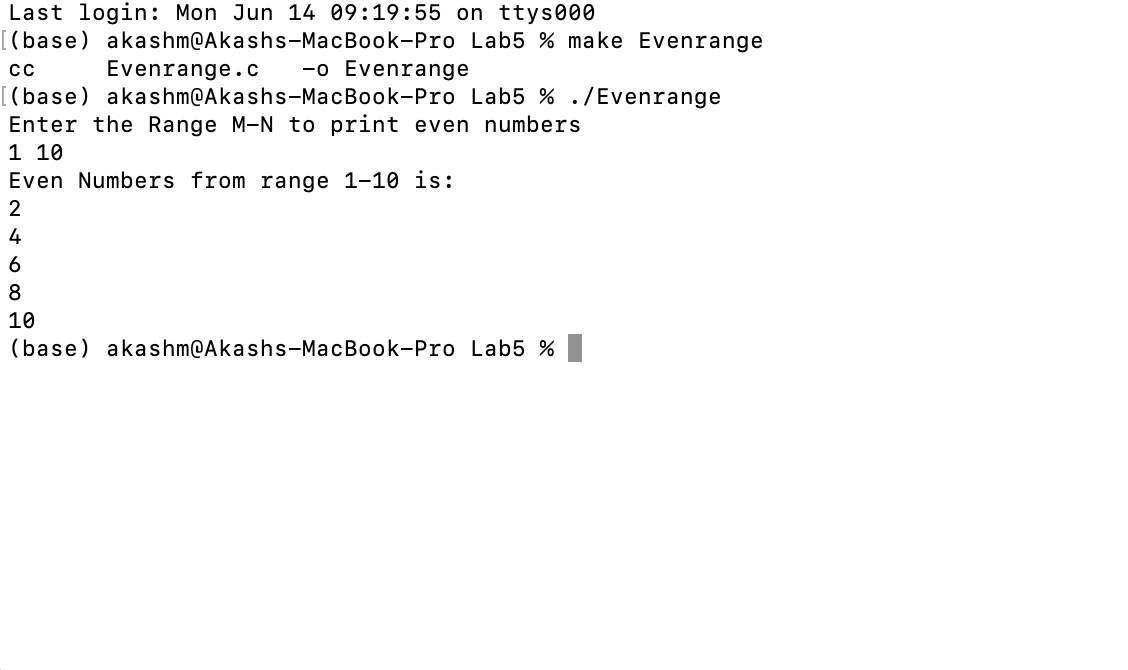 Last login: Mon Jun 14 09:19:55 on ttys000
[(base) akashm@Akashs-MacBook-Pro Lab5 % make Evenrange
cc     Evenrange.c   -o Evenrange
[(base) akashm@Akashs-MacBook-Pro Lab5 % ./Evenrange
Enter the Range M-N to print even numbers
1 10
Even Numbers from range 1-10 is:
2
4
6
8
10
(base) akashm@Akashs-MacBook-Pro Lab5 %